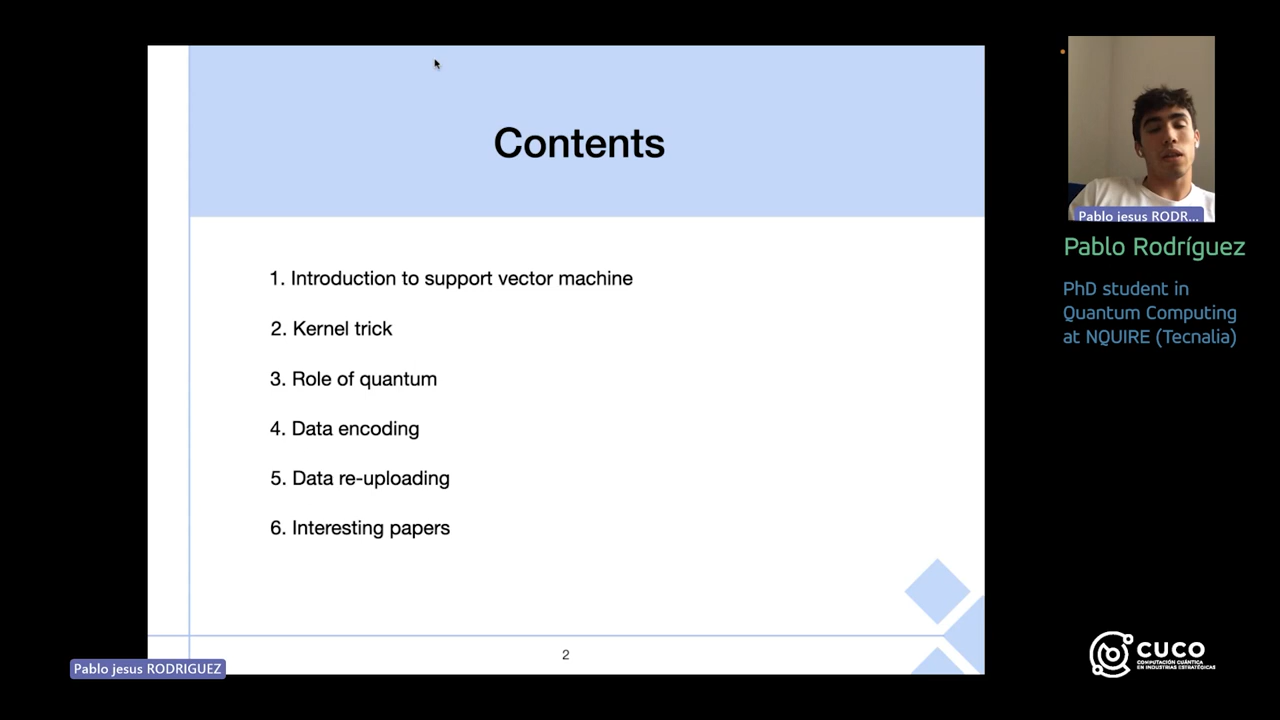 Contents
1. Introduction to support vector machine
2. Kernel trick
3. Role of quantum
4. Data encoding
5. Data re-uploading
6. Interesting papers
2
Pablo jesus RODRIGUEZ
Pablo jesus RODR...
Pablo Rodríguez
PhD student in
Quantum Computing
at NQUIRE (Tecnalia)
CUCO
COMPUTACIÓN CUÁNTICA
EN INDUSTRIAS ESTRATÉGICAS